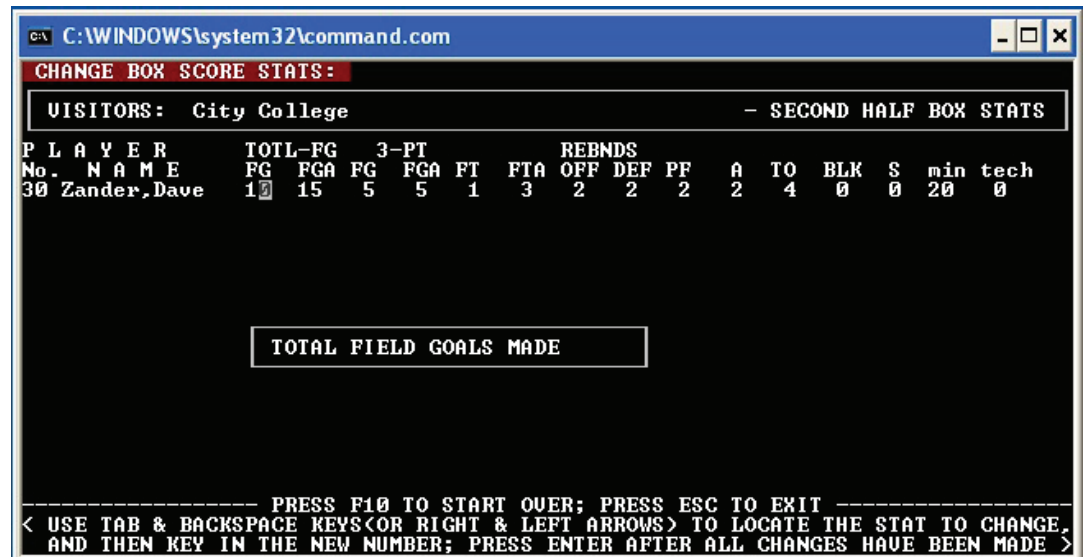 C:\WINDOWS\system32\command.com
CHANGE BOX SCORE STATS:
VISITORS: City College - SECOND HALF BOX STATS
P L A Y E R TOTL-FG 3-PT REBNDS
No. N A M E FG FGA FG FGA FT FTA OFF DEF PF A TO BLK S min tech
30 Zander,Dave 10 15 5 5 1 3 2 2 2 2 4 0 0 20 0
TOTAL FIELD GOALS MADE
------------------ PRESS F10 TO START OVER; PRESS ESC TO EXIT ------------------
< USE TAB & BACKSPACE KEYS(OR RIGHT & LEFT ARROWS) TO LOCATE THE STAT TO CHANGE,
AND THEN KEY IN THE NEW NUMBER; PRESS ENTER AFTER ALL CHANGES HAVE BEEN MADE >